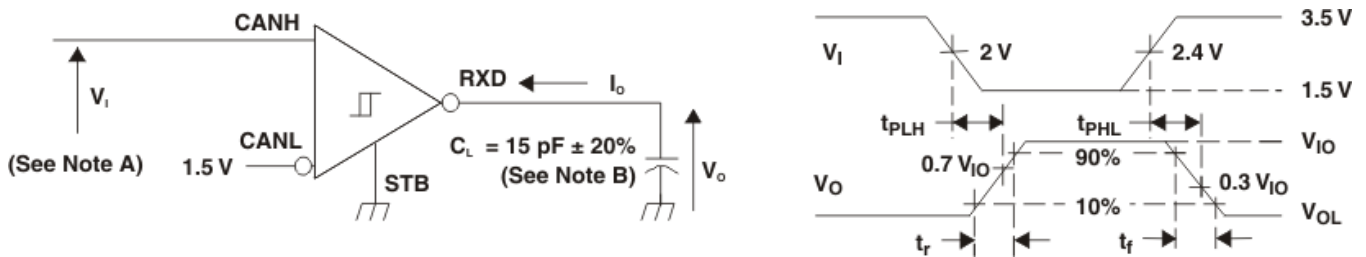 CANH
V_I
(See Note A)
CANL
1.5 V
RXD
I_O
STB
C_L = 15 pF ± 20%
(See Note B)
V_O
V_I
2 V
2.4 V
3.5 V
1.5 V
t_PLH
t_PHL
V_IO
90%
0.7 V_IO
0.3 V_IO
V_O
10%
V_OL
t_r
t_f